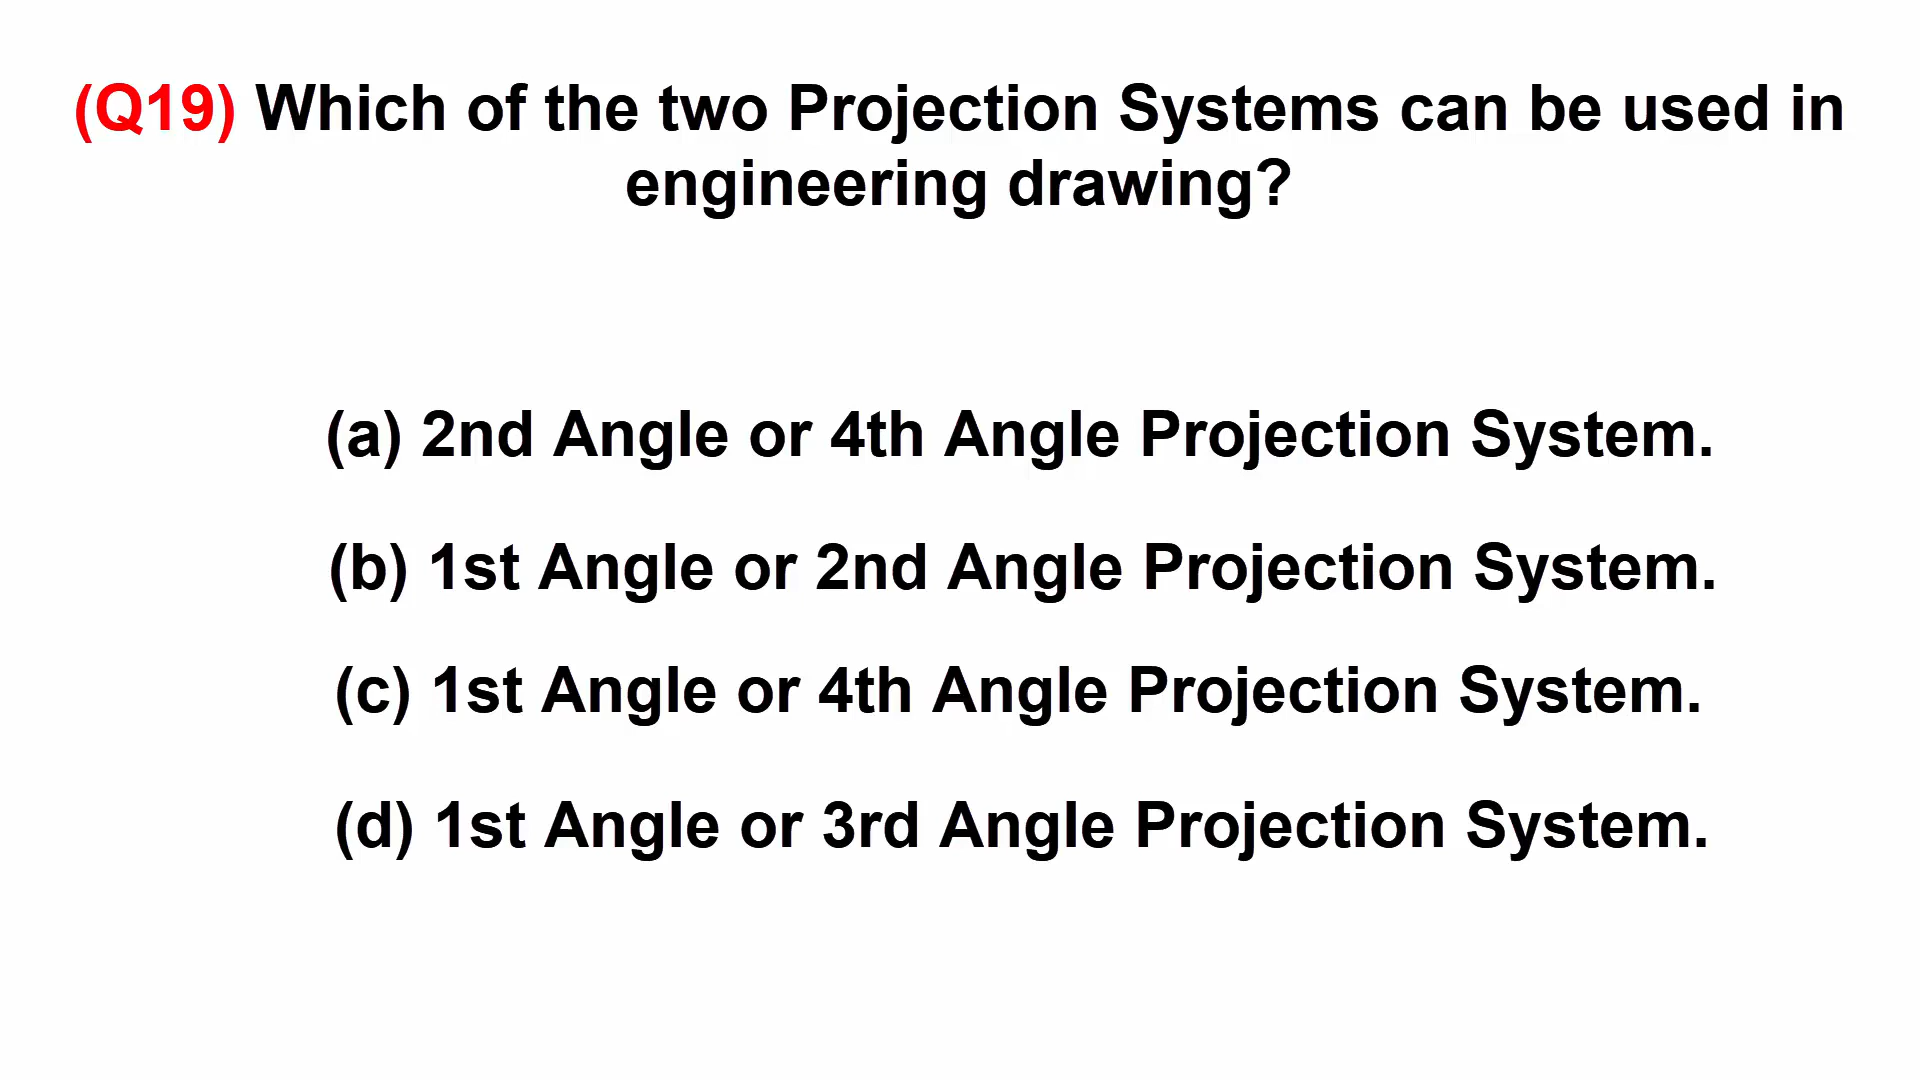 (Q19) Which of the two Projection Systems can be used in
engineering drawing?
(a) 2nd Angle or 4th Angle Projection System.
(b) 1st Angle or 2nd Angle Projection System.
(c) 1st Angle or 4th Angle Projection System.
(d) 1st Angle or 3rd Angle Projection System.